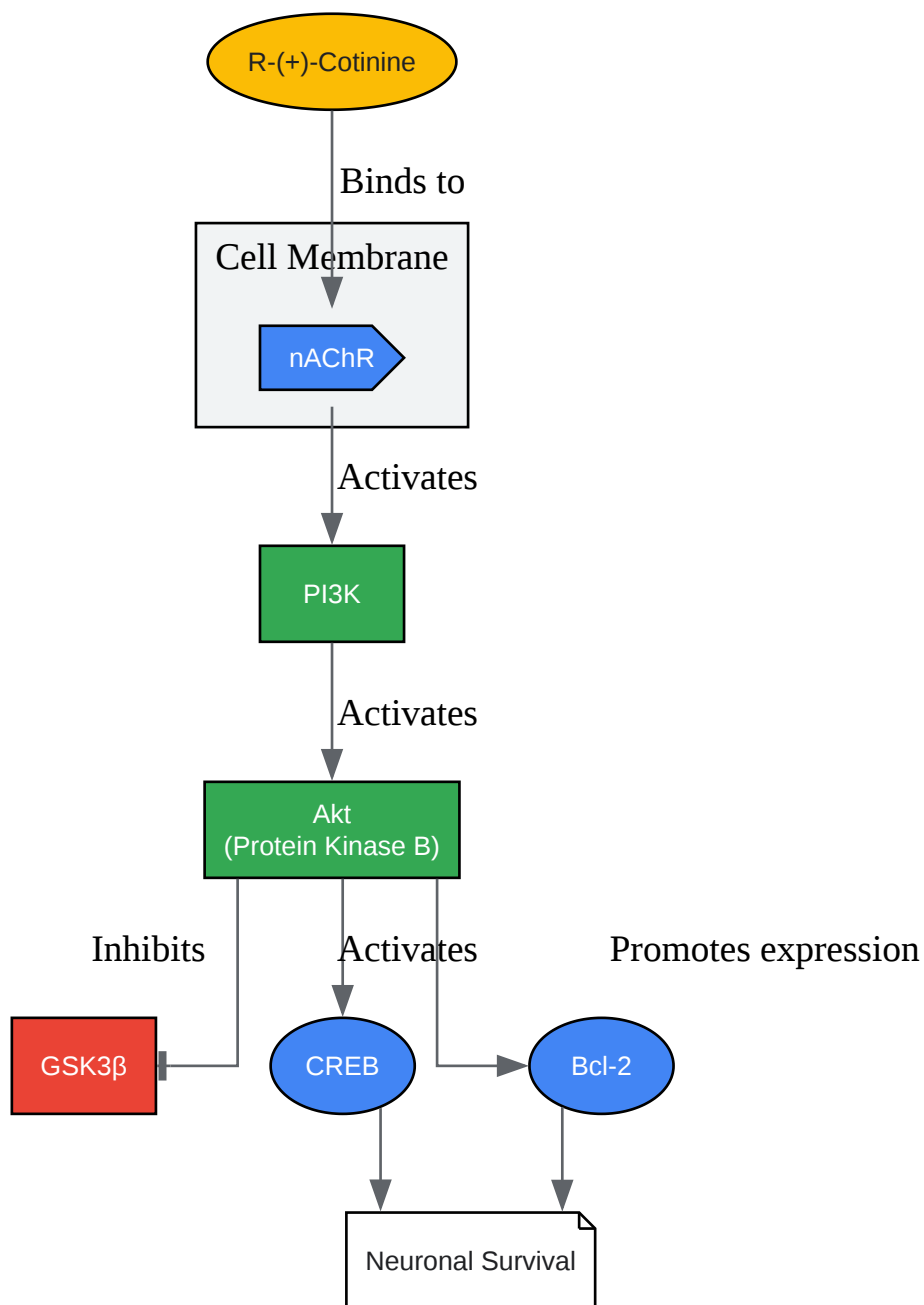 R-(+)-Cotinine
Binds to
Cell Membrane
nAChR
Activates
PI3K
Activates
Akt
(Protein Kinase B)
Inhibits
Activates
Promotes expression
GSK3β
CREB
Bcl-2
Neuronal Survival